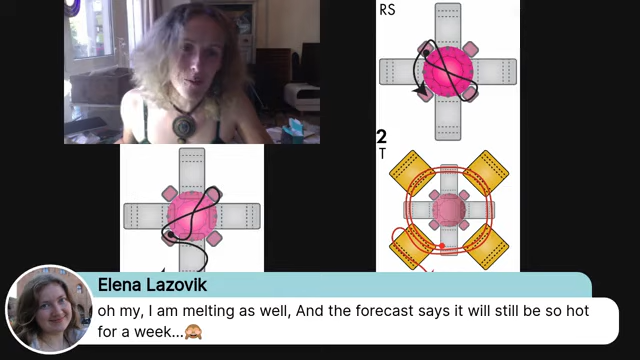 RS
2
T
Elena Lazovik
oh my, I am melting as well, And the forecast says it will still be so hot
for a week...🙈